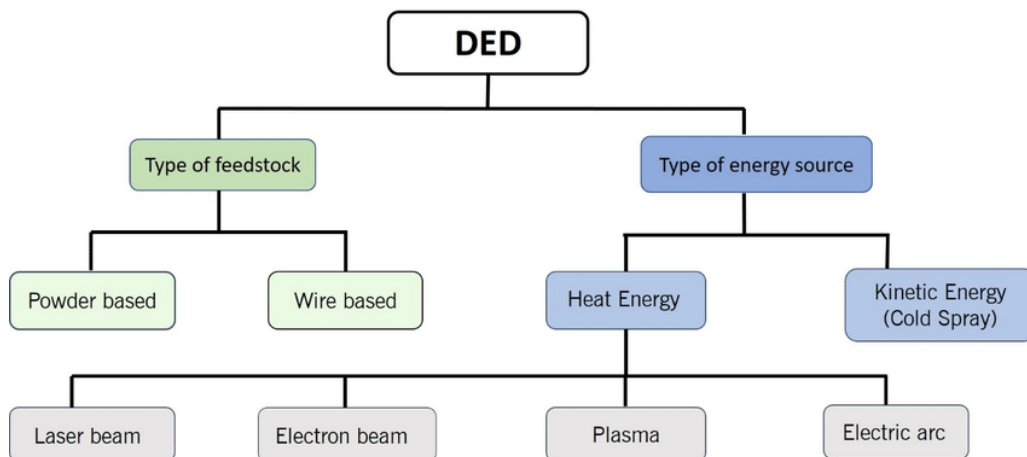 DED
Type of feedstock
Type of energy source
Powder based
Wire based
Heat Energy
Kinetic Energy
(Cold Spray)
Laser beam
Electron beam
Plasma
Electric arc